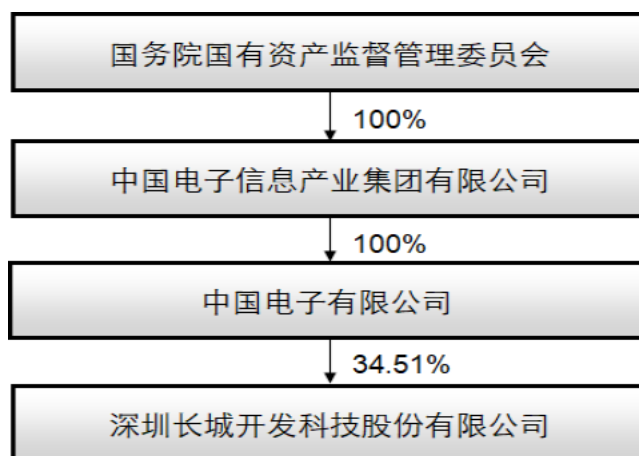 国务院国有资产监督管理委员会
100%
中国电子信息产业集团有限公司
100%
中国电子有限公司
34.51%
深圳长城开发科技股份有限公司